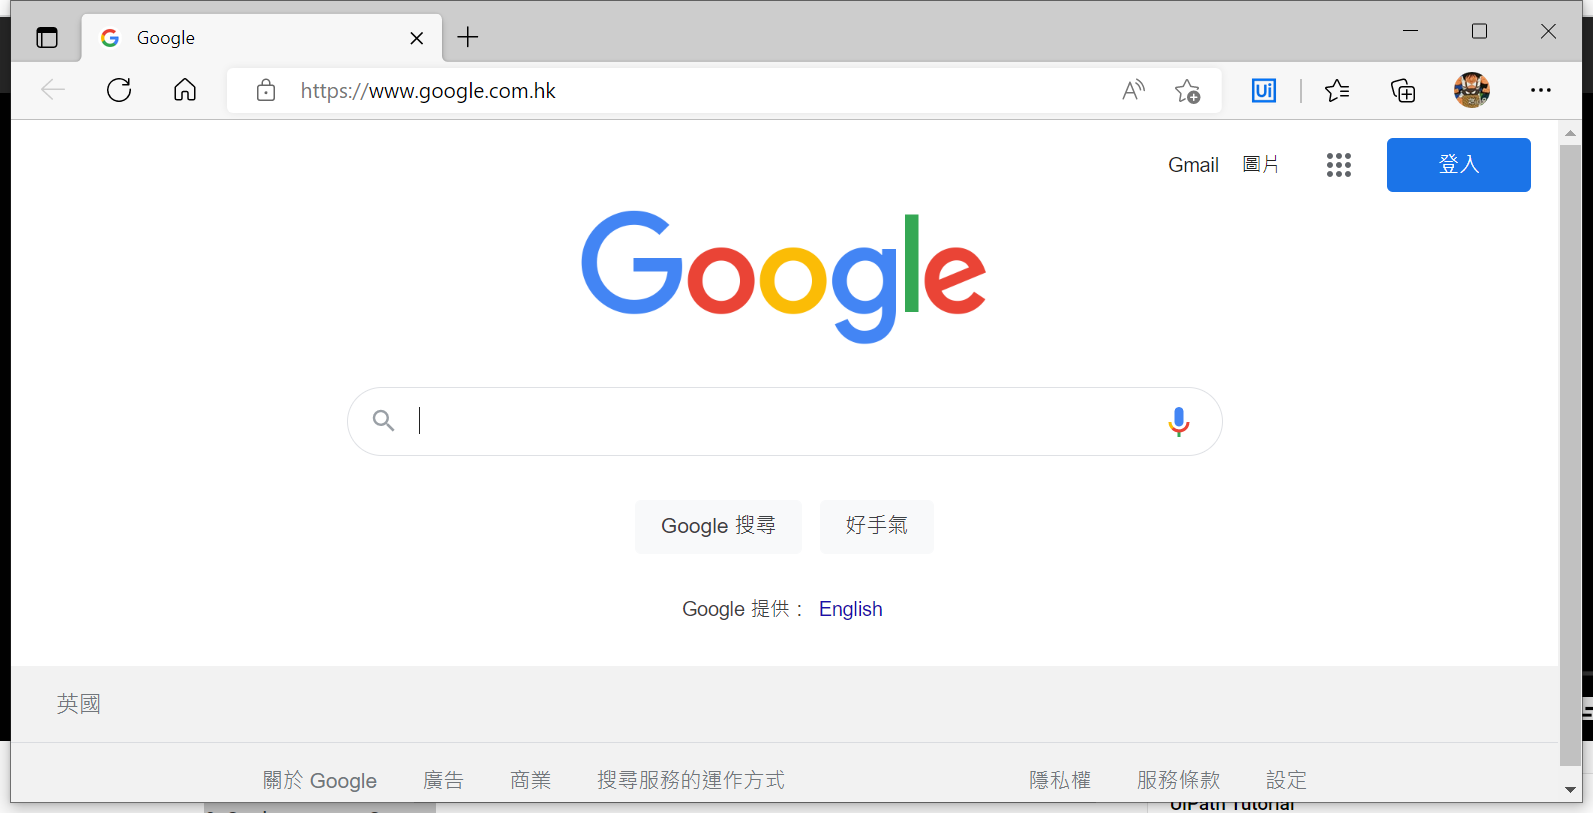 Google
https://www.google.com.hk
Ui
Gmail 圖片 登入
Google
Google 搜尋 好手氣
Google 提供： English
英國
關於 Google 廣告 商業 搜尋服務的運作方式 隱私權 服務條款 設定
UiPath Tutorial